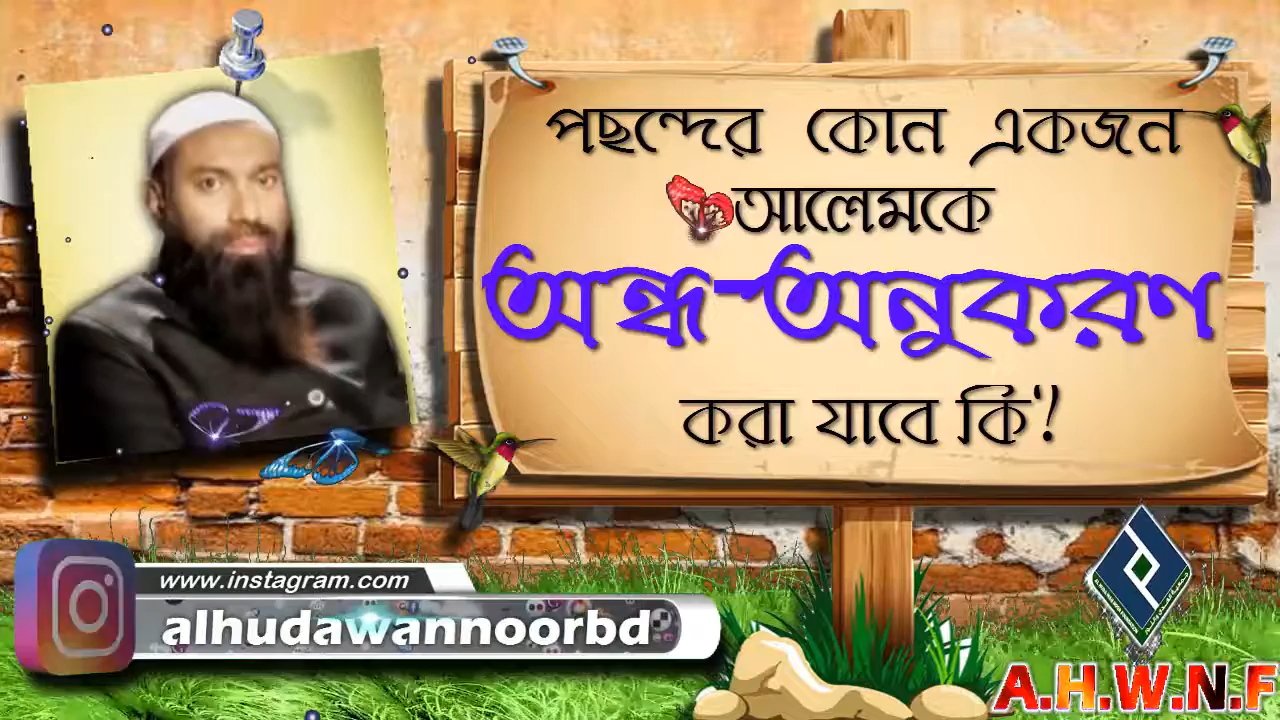 পছন্দের কোন একজন
আলেমকে
অন্ধ-অনুকরণ
করা যাবে কি'!
www.instagram.com
alhudawannoorbd
A.H.W.N.F